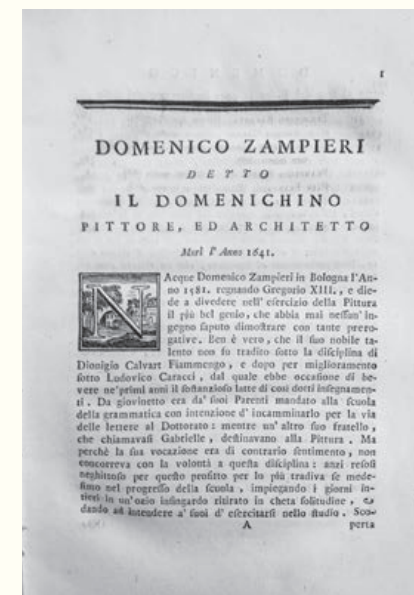 1
DOMENICO ZAMPIERI
DETTO
IL DOMENICHINO
PITTORE, ED ARCHITETTO
Morì l'Anno 1641.
NAcque Domenico Zampieri in Bologna l'An-
no 1581. regnando Gregorio XIII., e die-
de a divedere nell' esercizio della Pittura
il più bel genio, che abbia mai nessun' in-
gegno saputo dimostrare con tante prero-
gative. Ben è vero, che il suo nobile ta-
lento non fu tradito sotto la disciplina di
Dionigio Calvart Fiammengo, e dopo per miglioramento
sotto Ludovico Caracci, dal quale ebbe occasione di be-
vere ne' primi anni il sostanzioso latte di così dotti insegnamen-
ti. Da giovinetto era da' suoi Parenti mandato alla scuola
della grammatica con intenzione d' incamminarlo per la via
delle lettere al Dottorato: mentre un' altro suo fratello,
che chiamavasi Gabrielle, destinavano alla Pittura. Ma
perchè la sua vocazione era di contrario sentimento, non
concorreva con la volontà a questa disciplina: anzi resosi
neghittoso per questo profitto per lo più tradiva se mede-
simo nel progresso della scuola, impiegando i giorni in-
tieri in un' ozio infingardo ritirato in cheta solitudine, e
dando ad intendere a' suoi d' esercitarsi nello studio. Sco-
A perta